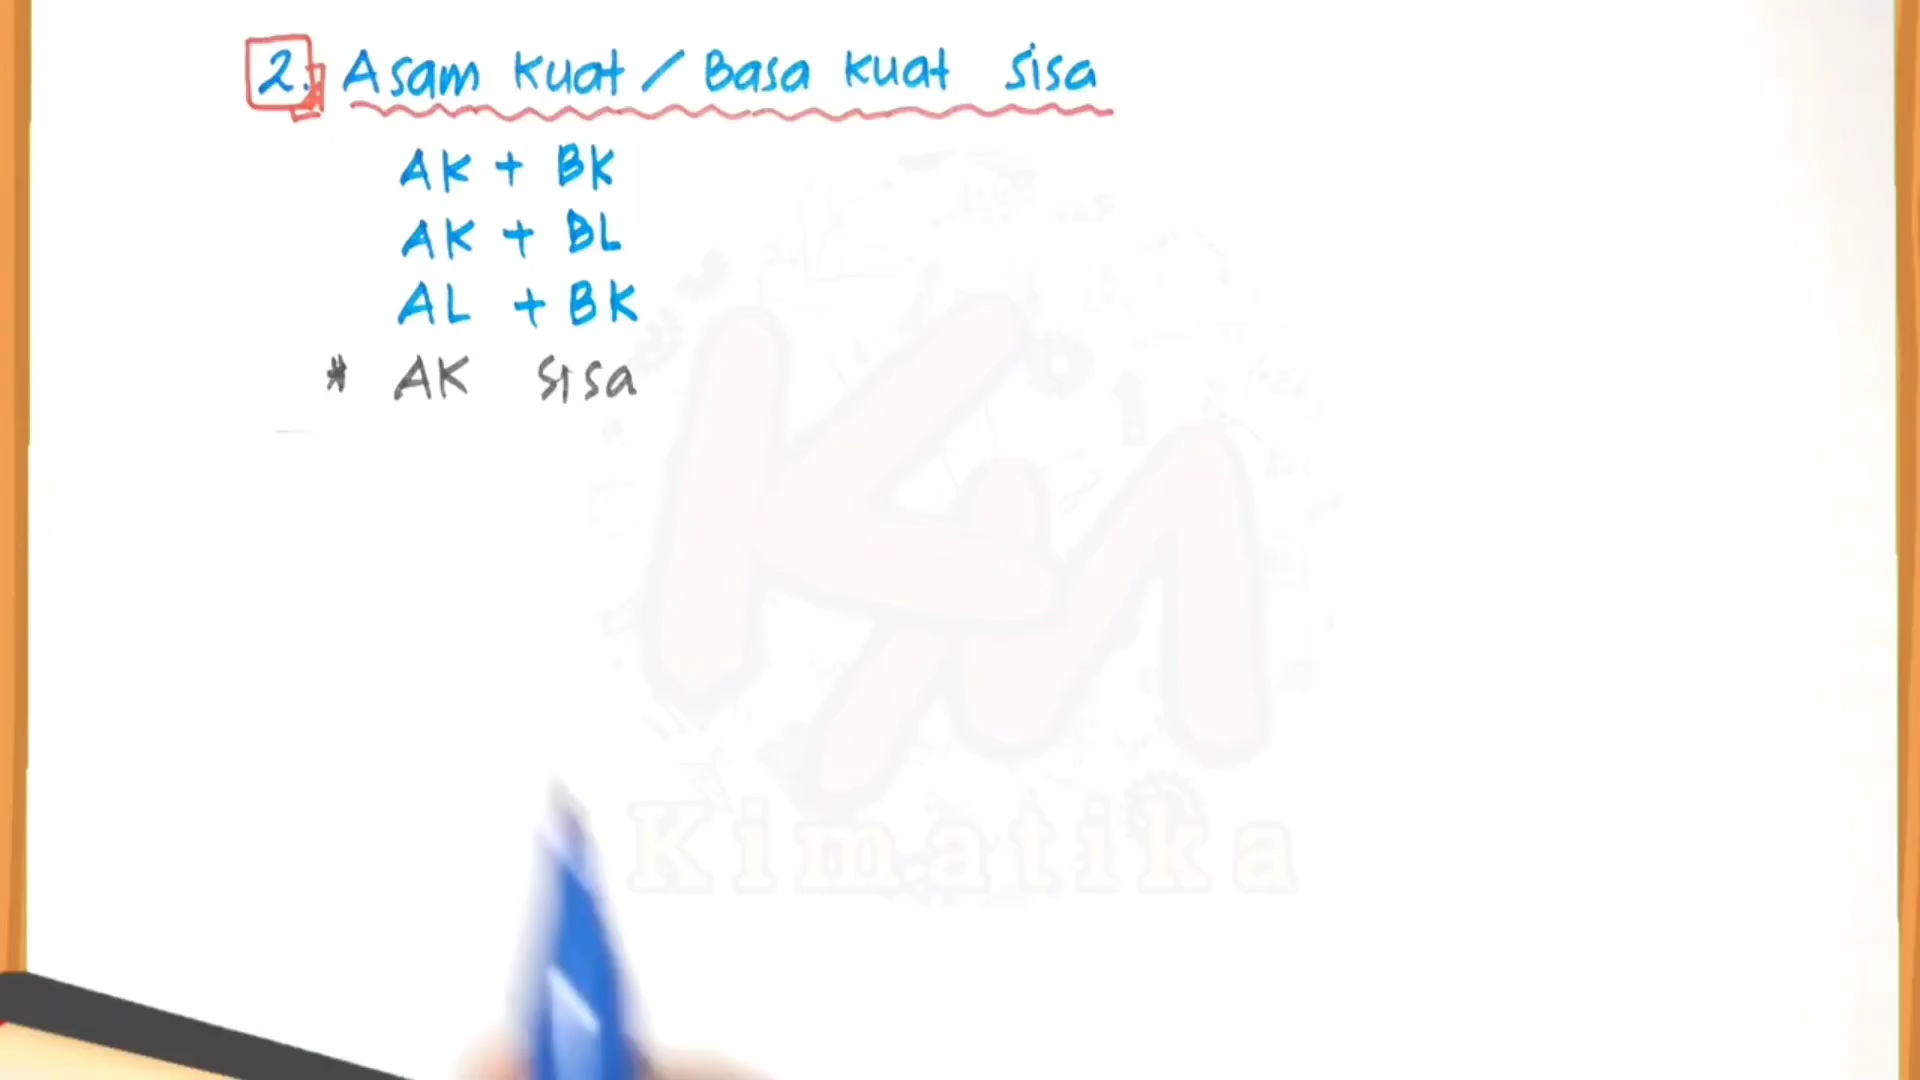 2. Asam kuat / Basa kuat sisa
AK + BK
AK + BL
AL + BK
* AK sisa
Kimatika